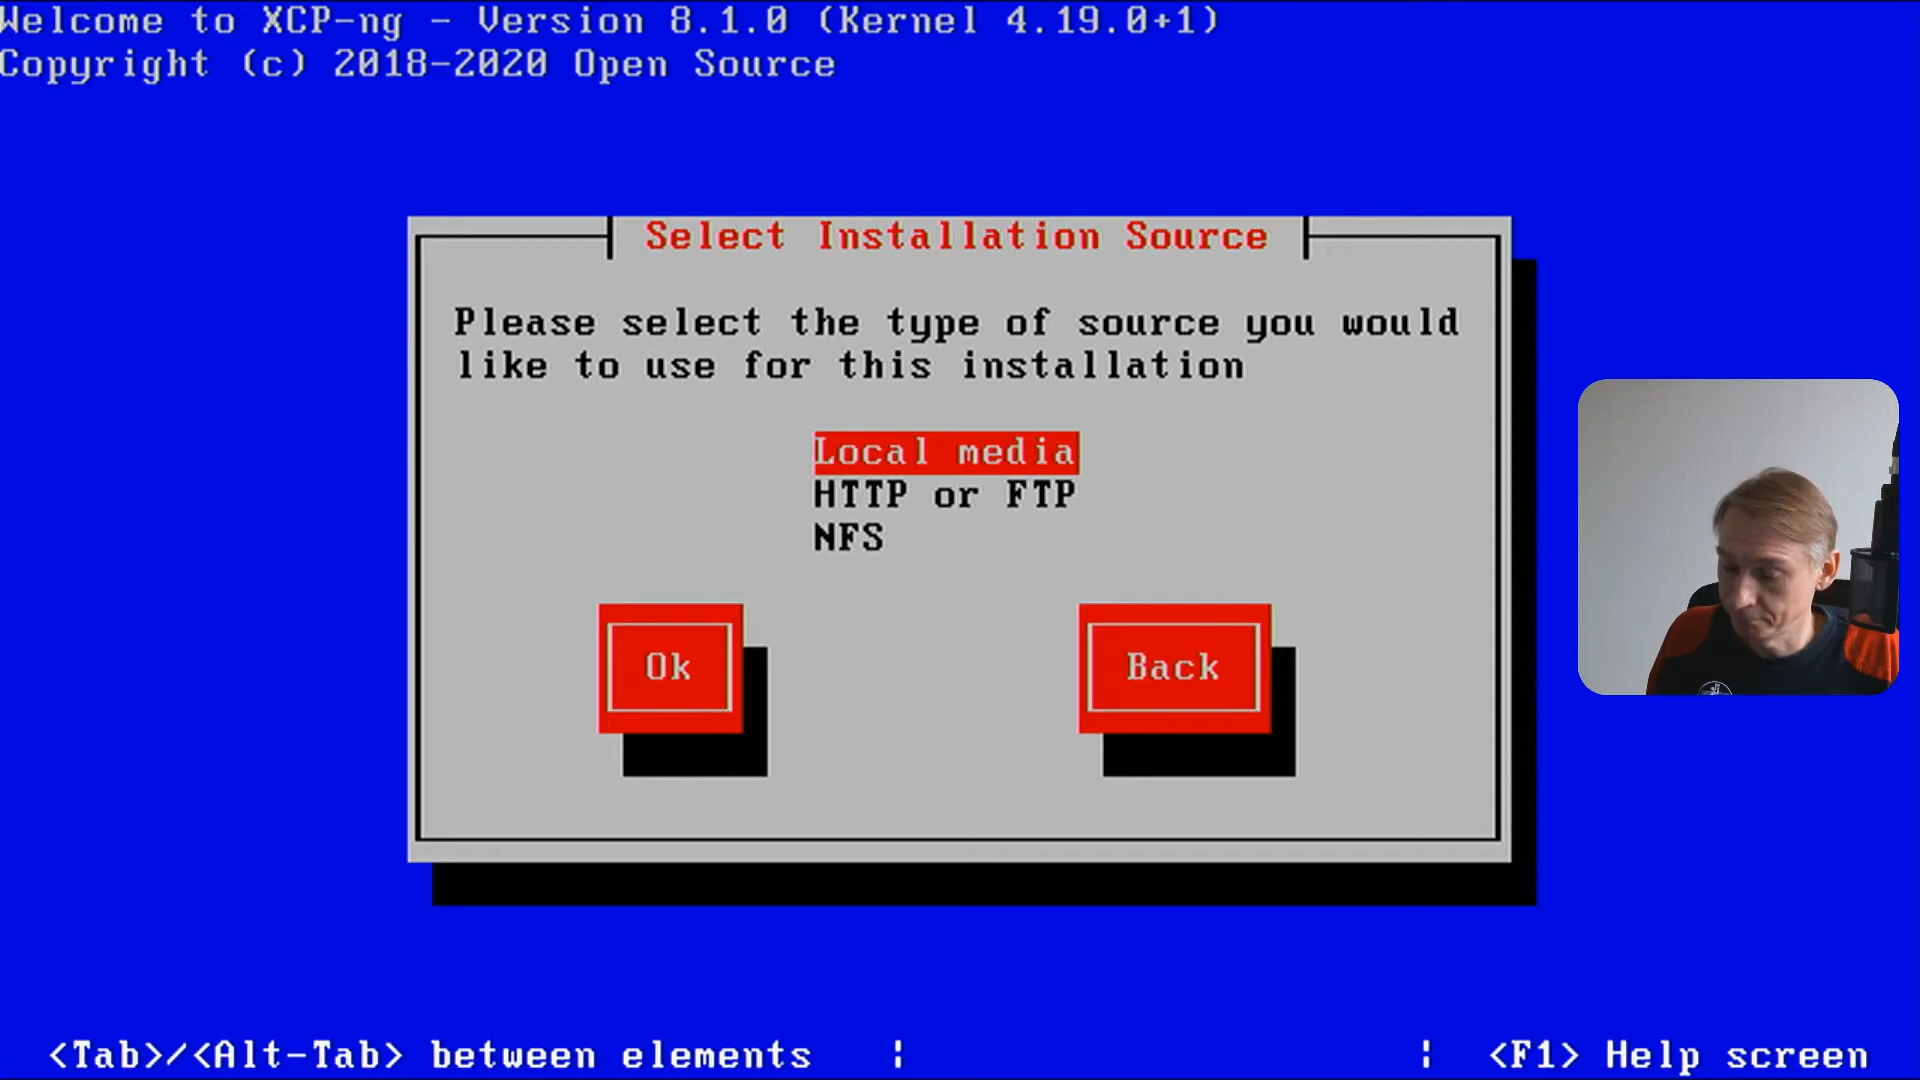 Welcome to XCP-ng - Version 8.1.0 (Kernel 4.19.0+1)
Copyright (c) 2018-2020 Open Source
Select Installation Source
Please select the type of source you would
like to use for this installation
Local media
HTTP or FTP
NFS
Ok
Back
<Tab>/<Alt-Tab> between elements | | <F1> Help screen